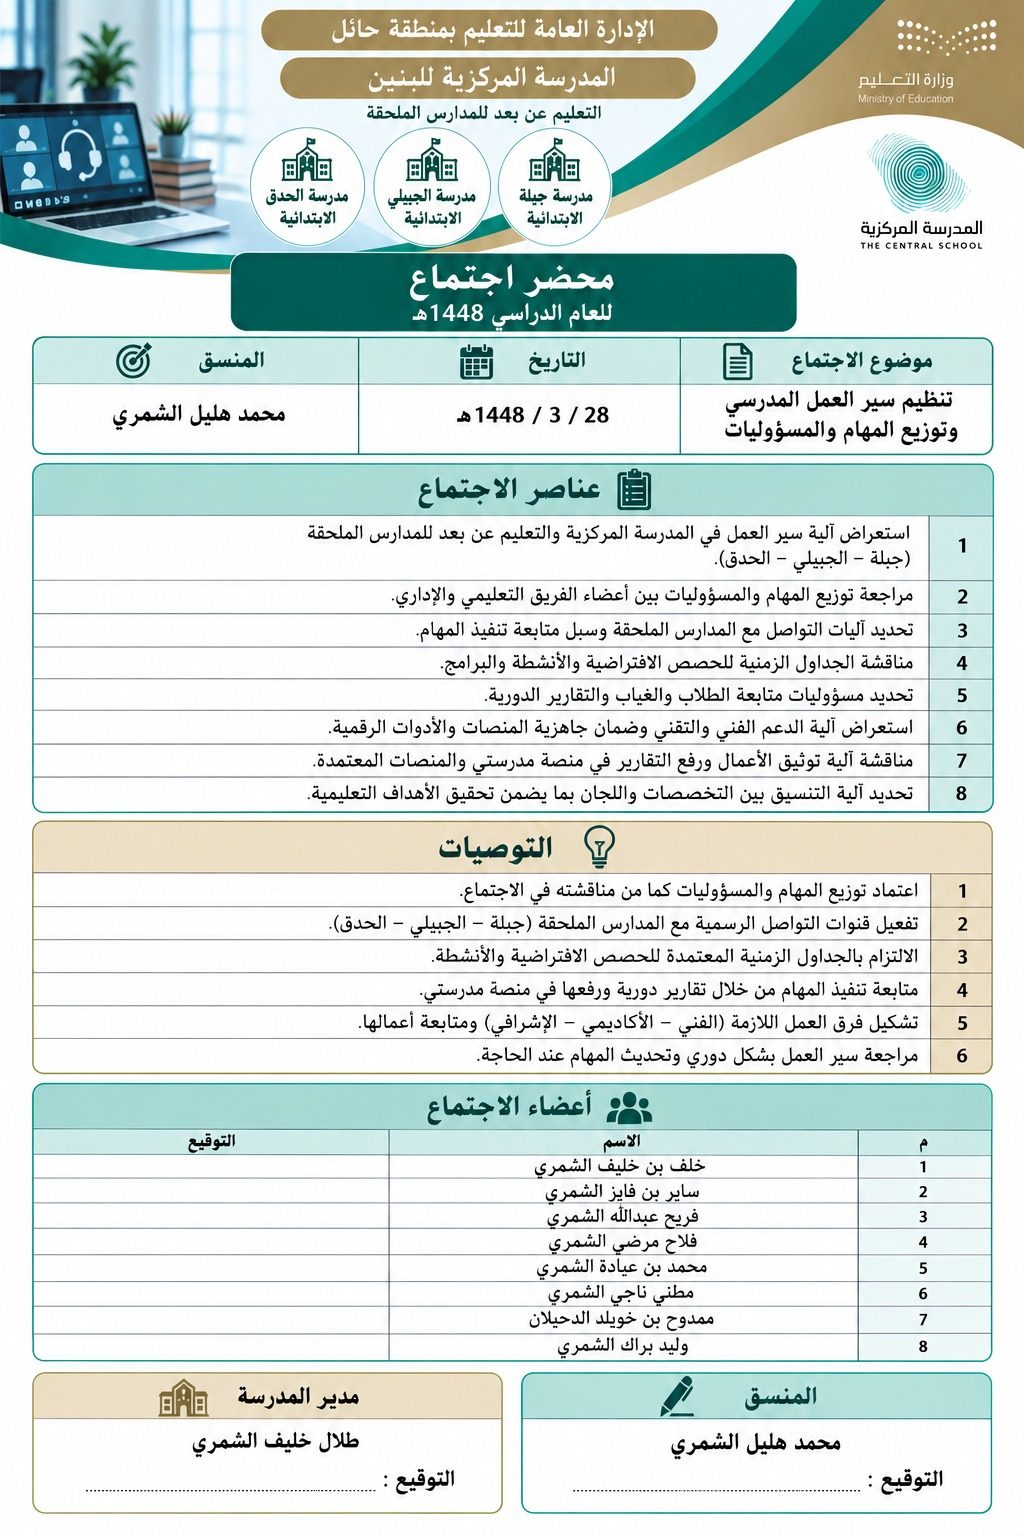 الإدارة العامة للتعليم بمنطقة حائل
المدرسة المركزية للبنين
التعليم عن بعد للمدارس الملحقة
مدرسة جبلة
الابتدائية
مدرسة الجبيلي
الابتدائية
مدرسة الحدق
الابتدائية
وزارة التعليم
Ministry of Education
المدرسة المركزية
THE CENTRAL SCHOOL
محضر اجتماع
للعام الدراسي 1448هـ
موضوع الاجتماع
التاريخ
المنسق
تنظيم سير العمل المدرسي
وتوزيع المهام والمسؤوليات
28 / 3 / 1448هـ
محمد هليل الشمري
عناصر الاجتماع
1 استعراض آلية سير العمل في المدرسة المركزية والتعليم عن بعد للمدارس الملحقة
(جبلة – الجبيلي – الحدق).
2 مراجعة توزيع المهام والمسؤوليات بين أعضاء الفريق التعليمي والإداري.
3 تحديد آليات التواصل مع المدارس الملحقة وسبل متابعة تنفيذ المهام.
4 مناقشة الجداول الزمنية للحصص الافتراضية والأنشطة والبرامج.
5 تحديد مسؤوليات متابعة الطلاب والغياب والتقارير الدورية.
6 استعراض آلية الدعم الفني والتقني وضمان جاهزية المنصات والأدوات الرقمية.
7 مناقشة آلية توثيق الأعمال ورفع التقارير في منصة مدرستي والمنصات المعتمدة.
8 تحديد آلية التنسيق بين التخصصات واللجان بما يضمن تحقيق الأهداف التعليمية.
التوصيات
1 اعتماد توزيع المهام والمسؤوليات كما من مناقشته في الاجتماع.
2 تفعيل قنوات التواصل الرسمية مع المدارس الملحقة (جبلة – الجبيلي – الحدق).
3 الالتزام بالجداول الزمنية المعتمدة للحصص الافتراضية والأنشطة.
4 متابعة تنفيذ المهام من خلال تقارير دورية ورفعها في منصة مدرستي.
5 تشكيل فرق العمل اللازمة (الفني – الأكاديمي – الإشرافي) ومتابعة أعمالها.
6 مراجعة سير العمل بشكل دوري وتحديث المهام عند الحاجة.
أعضاء الاجتماع
م الاسم التوقيع
1 خلف بن خليف الشمري
2 ساير بن فايز الشمري
3 فريح عبدالله الشمري
4 فلاح مرضي الشمري
5 محمد بن عيادة الشمري
6 مطني ناجي الشمري
7 ممدوح بن خويلد الدحيلان
8 وليد براك الشمري
المنسق
محمد هليل الشمري
التوقيع :
مدير المدرسة
طلال خليف الشمري
التوقيع :